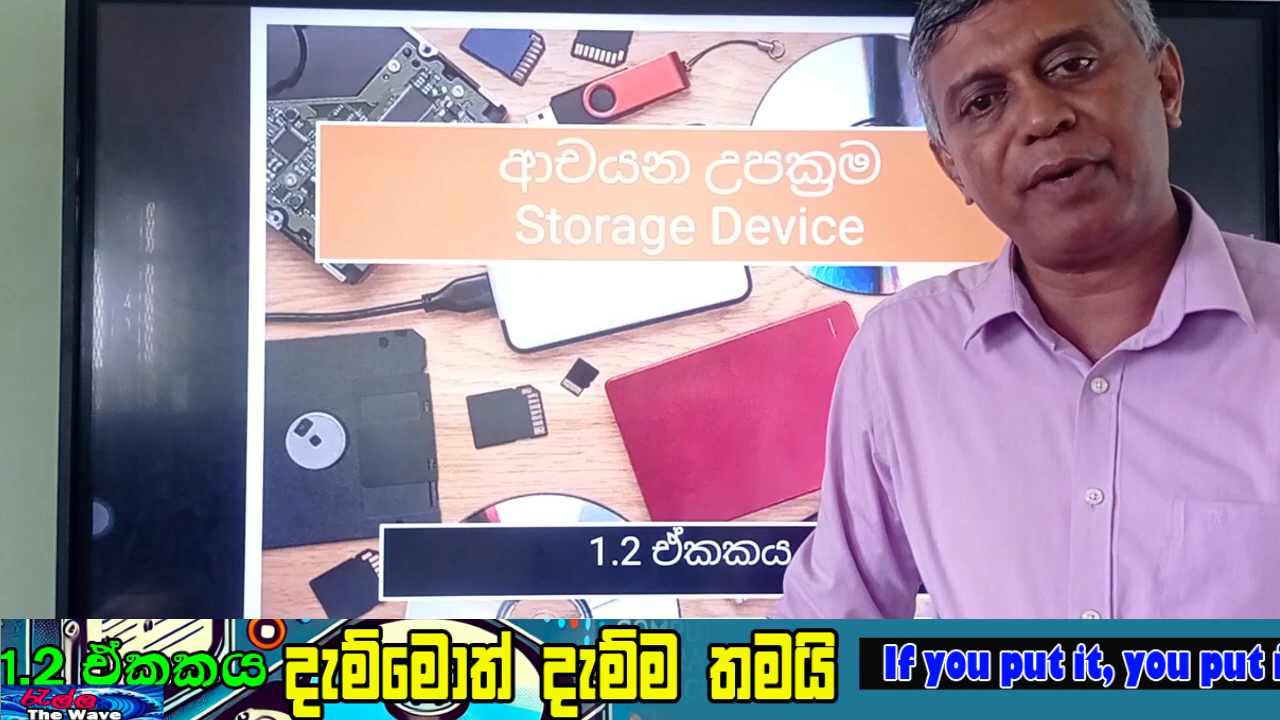 ආචයන උපක්‍රම
Storage Device
1.2 ඒකකය
1.2 ඒකකය
දැම්මොත් දැම්ම තමයි
If you put it, you put i
රැල්ල
The Wave